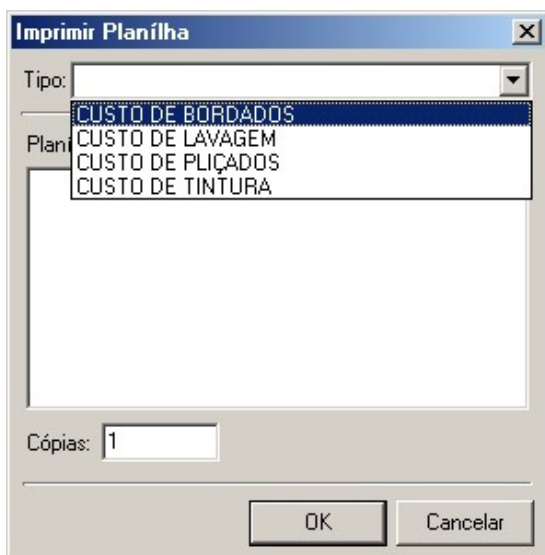 Imprimir Planílha
Tipo:
CUSTO DE BORDADOS
CUSTO DE LAVAGEM
CUSTO DE PLIÇADOS
CUSTO DE TINTURA
Cópias: 1
OK Cancelar